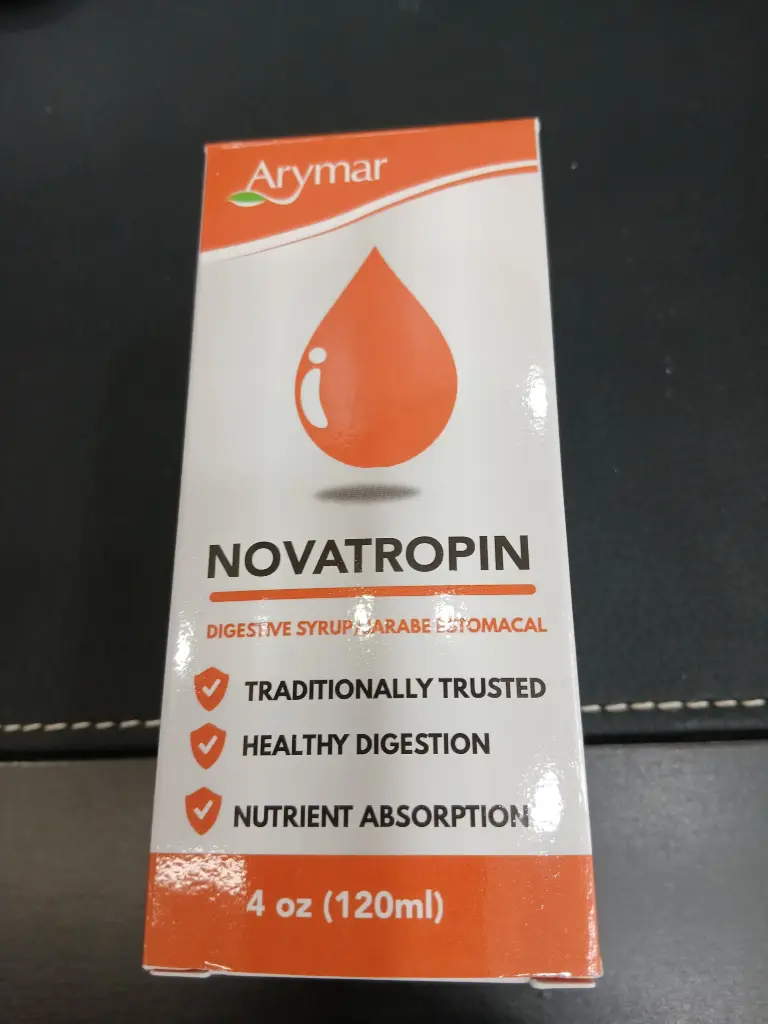 Arymar
NOVATROPIN
DIGESTIVE SYRUP/JARABE ESTOMACAL
TRADITIONALLY TRUSTED
HEALTHY DIGESTION
NUTRIENT ABSORPTION
4 oz (120ml)